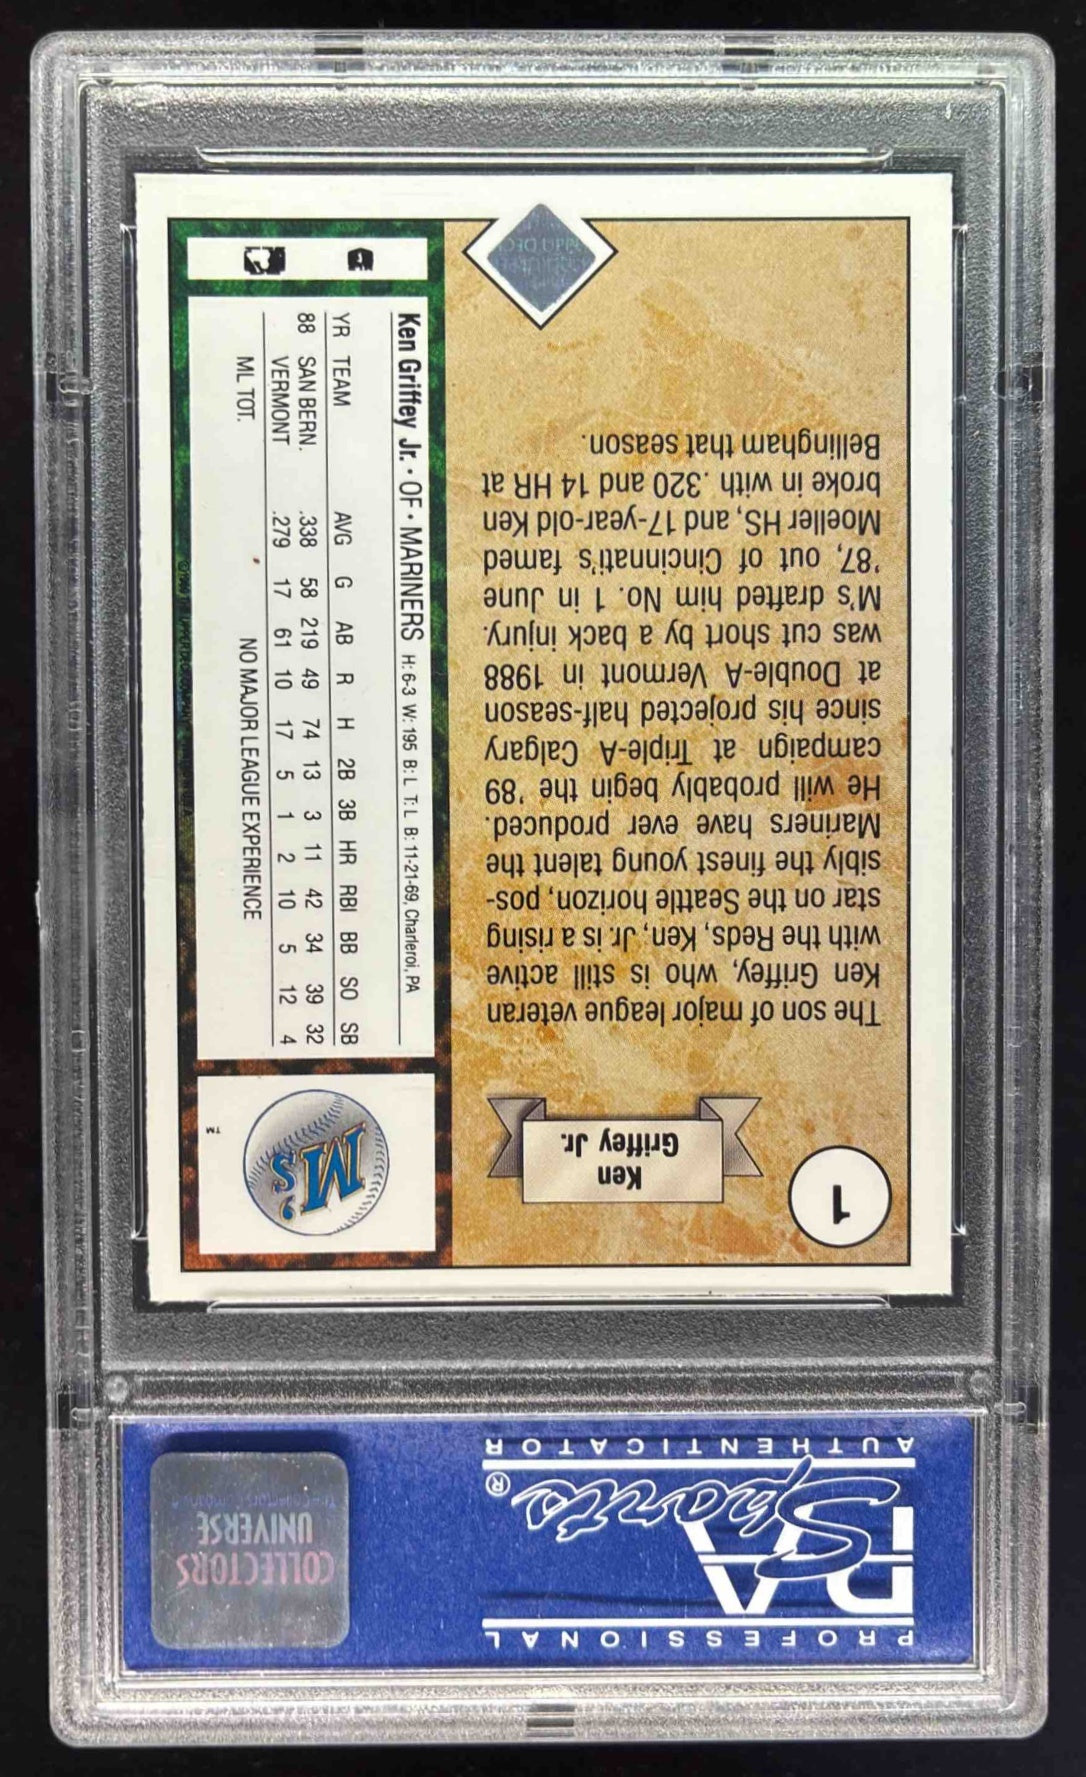 PROFESSIONAL
PSA
Sports ®
AUTHENTICATOR
COLLECTORS
UNIVERSE
1
Ken
Griffey Jr.
The son of major league veteran
Ken Griffey, who is still active
with the Reds, Ken, Jr. is a rising
star on the Seattle horizon, pos-
sibly the finest young talent the
Mariners have ever produced.
He will probably begin the '89
campaign at Triple-A Calgary
since his projected half-season
at Double-A Vermont in 1988
was cut short by a back injury.
M's drafted him No. 1 in June
'87, out of Cincinnati's famed
Moeller HS, and 17-year-old Ken
broke in with .320 and 14 HR at
Bellingham that season.
M's
TM
Ken Griffey Jr. • OF • MARINERS H: 6-3 W: 195 B: L T: L B: 11-21-69, Charleroi, PA
YR TEAM AVG G AB R H 2B 3B HR RBI BB SO SB
88 SAN BERN. .338 58 219 49 74 13 3 11 42 34 39 32
VERMONT .279 17 61 10 17 5 1 2 10 5 12 4
ML TOT. NO MAJOR LEAGUE EXPERIENCE